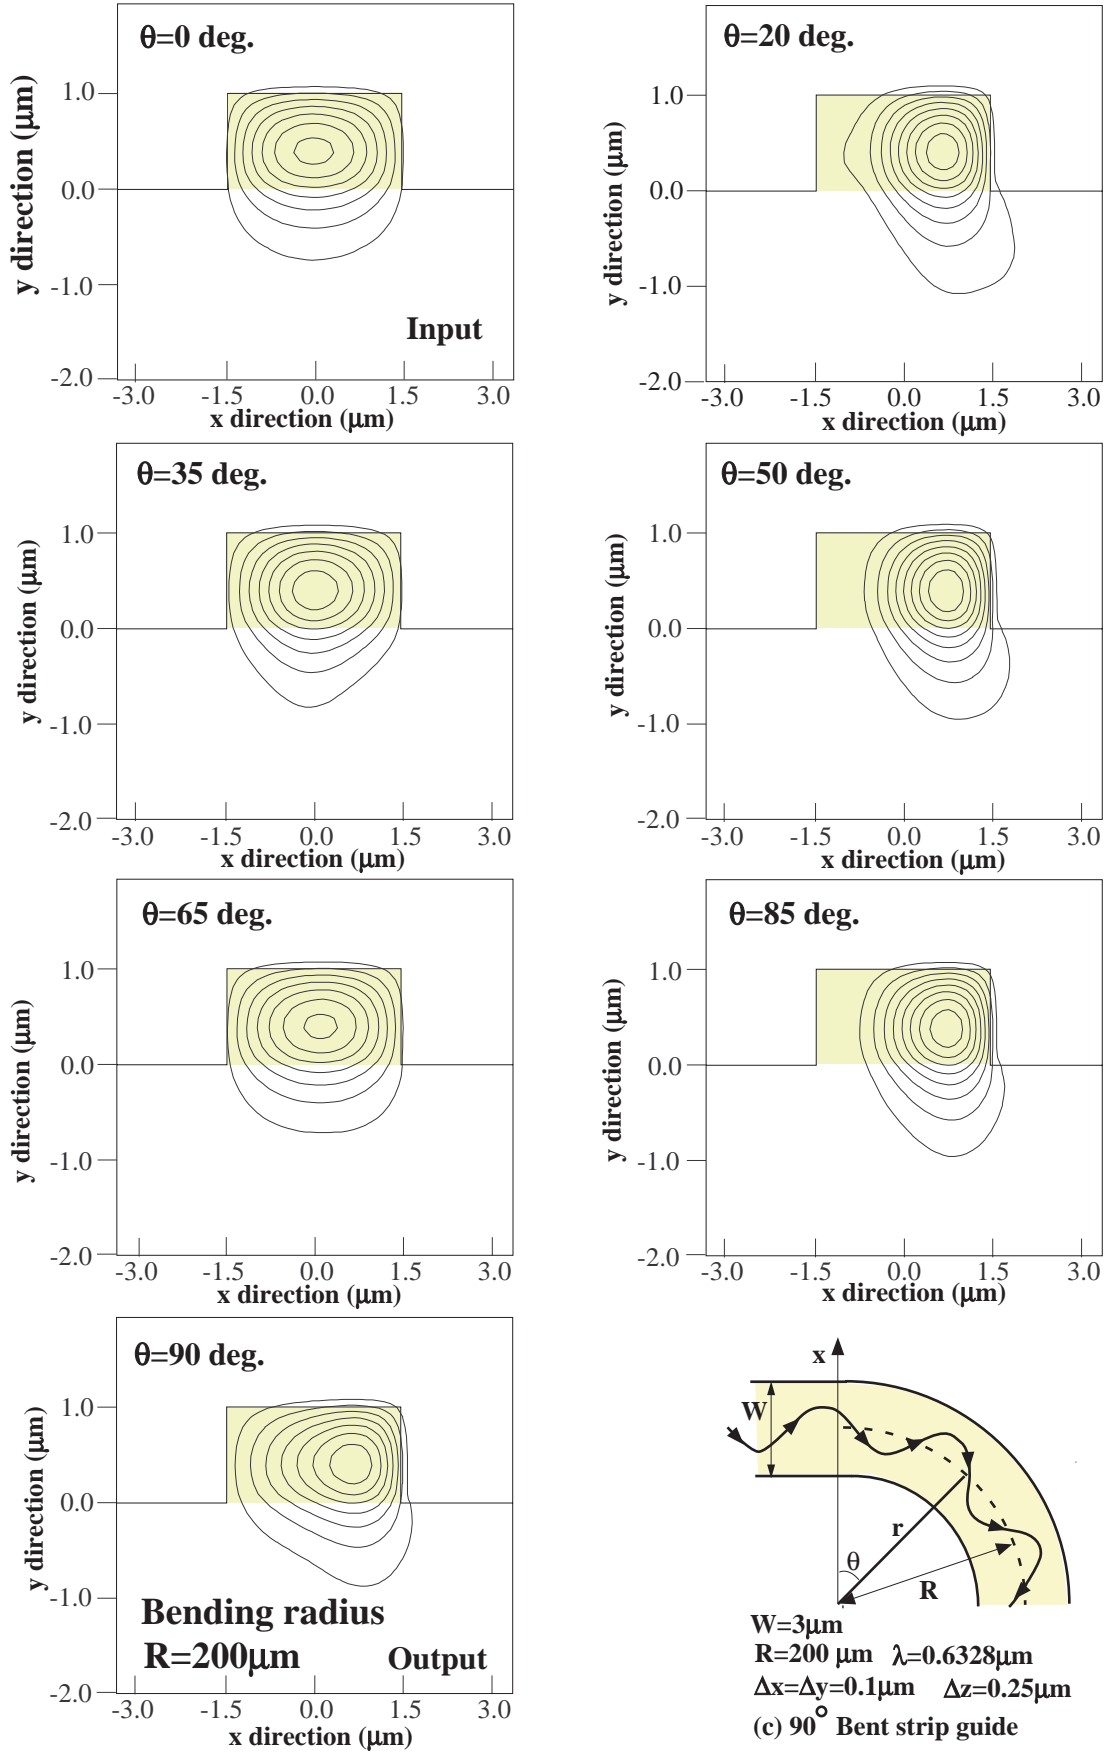 θ=0 deg.
y direction (μm)
1.0
0.0
-1.0
-2.0
Input
-3.0 -1.5 0.0 1.5 3.0
x direction (μm)
θ=20 deg.
y direction (μm)
1.0
0.0
-1.0
-2.0
-3.0 -1.5 0.0 1.5 3.0
x direction (μm)
θ=35 deg.
y direction (μm)
1.0
0.0
-1.0
-2.0
-3.0 -1.5 0.0 1.5 3.0
x direction (μm)
θ=50 deg.
y direction (μm)
1.0
0.0
-1.0
-2.0
-3.0 -1.5 0.0 1.5 3.0
x direction (μm)
θ=65 deg.
y direction (μm)
1.0
0.0
-1.0
-2.0
-3.0 -1.5 0.0 1.5 3.0
x direction (μm)
θ=85 deg.
y direction (μm)
1.0
0.0
-1.0
-2.0
-3.0 -1.5 0.0 1.5 3.0
x direction (μm)
θ=90 deg.
y direction (μm)
1.0
0.0
-1.0
-2.0
Bending radius
R=200μm Output
-3.0 -1.5 0.0 1.5 3.0
x direction (μm)
x
W
r
θ
R
W=3μm
R=200 μm λ=0.6328μm
Δx=Δy=0.1μm Δz=0.25μm
(c) 90° Bent strip guide